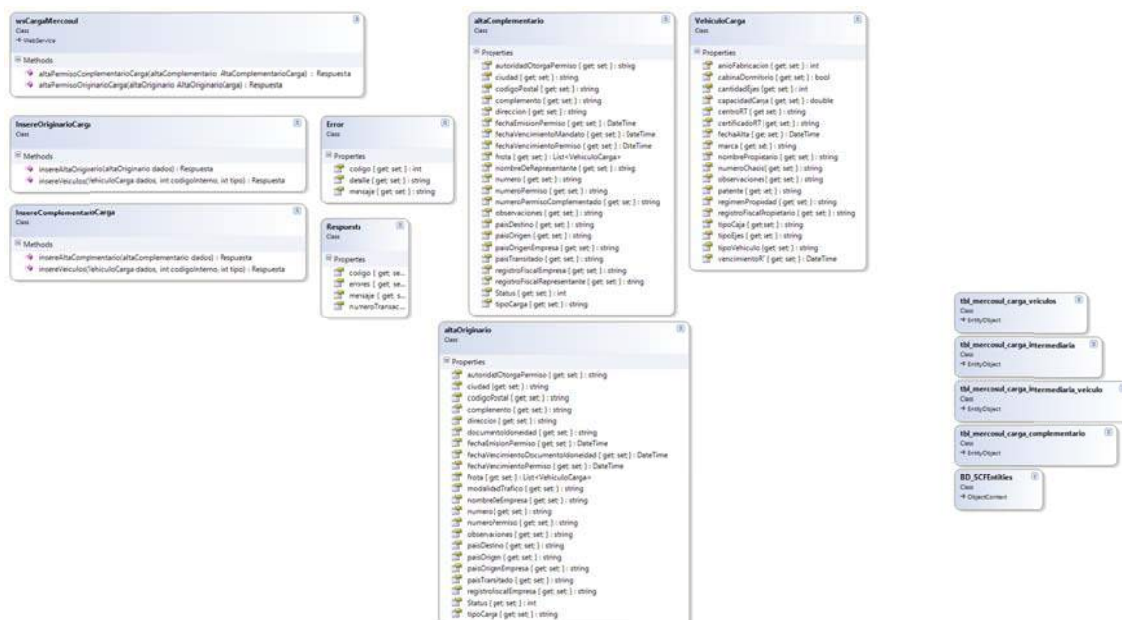 wsCargaMercosul
Class
WebService
Methods
altaPermisoComplementarioCarga(altaComplementario AltaComplementarioCarga) : Respuesta
altaPermisoOriginarioCarga(altaOriginario AltaOriginarioCarga) : Respuesta
InsereOriginarioCarga
Class
Methods
insereAltaOriginario(altaOriginario dados) : Respuesta
insereVeiculos(VehiculoCarga dados, int codigoInterno, int tipo) : Respuesta
InsereComplementarioCarga
Class
Methods
insereAltaComplmentario(altaComplementario dados) : Respuesta
insereVeiculos(VehiculoCarga dados, int codigoInterno, int tipo) : Respuesta
Error
Class
Properties
codigo { get; set; } : int
detalle { get; set; } : string
mensaje { get; set; } : string
Respuesta
Class
Properties
codigo { get; se...
errores { get; se...
mensaje { get; s...
numeroTransac...
altaComplementario
Class
Properties
autoridadOtorgaPermiso { get; set; } : string
ciudad { get; set; } : string
codigoPostal { get; set; } : string
complemento { get; set; } : string
direccion { get; set; } : string
fechaEmisionPermiso { get; set; } : DateTime
fechaVencimientoMandato { get; set; } : DateTime
fechaVencimientoPermiso { get; set; } : DateTime
frota { get; set; } : List<VehiculoCarga>
nombreDeRepresentante { get; set; } : string
numero { get; set; } : string
numeroPermiso { get; set; } : string
numeroPermisoComplementado { get; set; } : string
observaciones { get; set; } : string
paisDestino { get; set; } : string
paisOrigen { get; set; } : string
paisOrigenEmpresa { get; set; } : string
paisTransitado { get; set; } : string
registroFiscalEmpresa { get; set; } : string
registroFiscalRepresentante { get; set; } : string
Status { get; set; } : int
tipoCarga { get; set; } : string
VehiculoCarga
Class
Properties
anioFabricacion { get; set; } : int
cabinaDormitorio { get; set; } : bool
cantidadEjes { get; set; } : int
capacidadCarga { get; set; } : double
centroRT { get; set; } : string
certificadoRT { get; set; } : string
fechaAlta { get; set; } : DateTime
marca { get; set; } : string
nombrePropietario { get; set; } : string
numeroChasis { get; set; } : string
observaciones { get; set; } : string
patente { get; set; } : string
regimenPropiedad { get; set; } : string
registroFiscalPropietario { get; set; } : string
tipoCaja { get; set; } : string
tipoEjes { get; set; } : string
tipoVehiculo { get; set; } : string
vencimientoRT { get; set; } : DateTime
altaOriginario
Class
Properties
autoridadOtorgaPermiso { get; set; } : string
ciudad { get; set; } : string
codigoPostal { get; set; } : string
complemento { get; set; } : string
direccion { get; set; } : string
documentoIdoneidad { get; set; } : string
fechaEmisionPermiso { get; set; } : DateTime
fechaVencimientoDocumentoIdoneidad { get; set; } : DateTime
fechaVencimientoPermiso { get; set; } : DateTime
frota { get; set; } : List<VehiculoCarga>
modalidadTrafico { get; set; } : string
nombreDeEmpresa { get; set; } : string
numero { get; set; } : string
numeroPermiso { get; set; } : string
observaciones { get; set; } : string
paisDestino { get; set; } : string
paisOrigen { get; set; } : string
paisOrigenEmpresa { get; set; } : string
paisTransitado { get; set; } : string
registroFiscalEmpresa { get; set; } : string
Status { get; set; } : int
tipoCarga { get; set; } : string
tbl_mercosul_carga_veiculos
Class
EntityObject
tbl_mercosul_carga_intermediaria
Class
EntityObject
tbl_mercosul_carga_intermediaria_veiculo
Class
EntityObject
tbl_mercosul_carga_complementario
Class
EntityObject
BD_SCFEntities
Class
ObjectContext